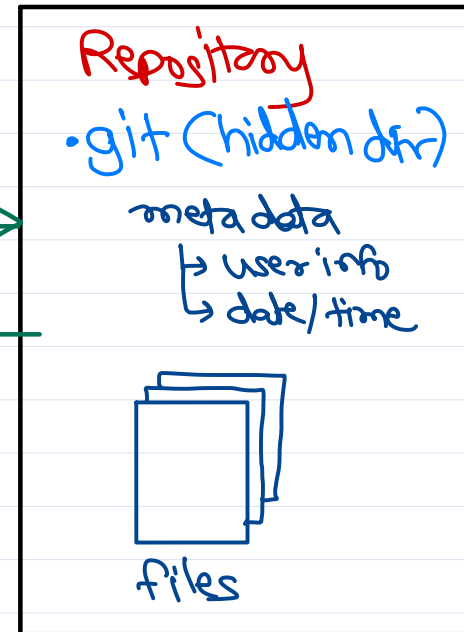 Repository
.git (hidden dir)
meta data
↳ user info
↳ date/time
files